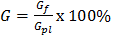 G = G_f / G_pl x 100%